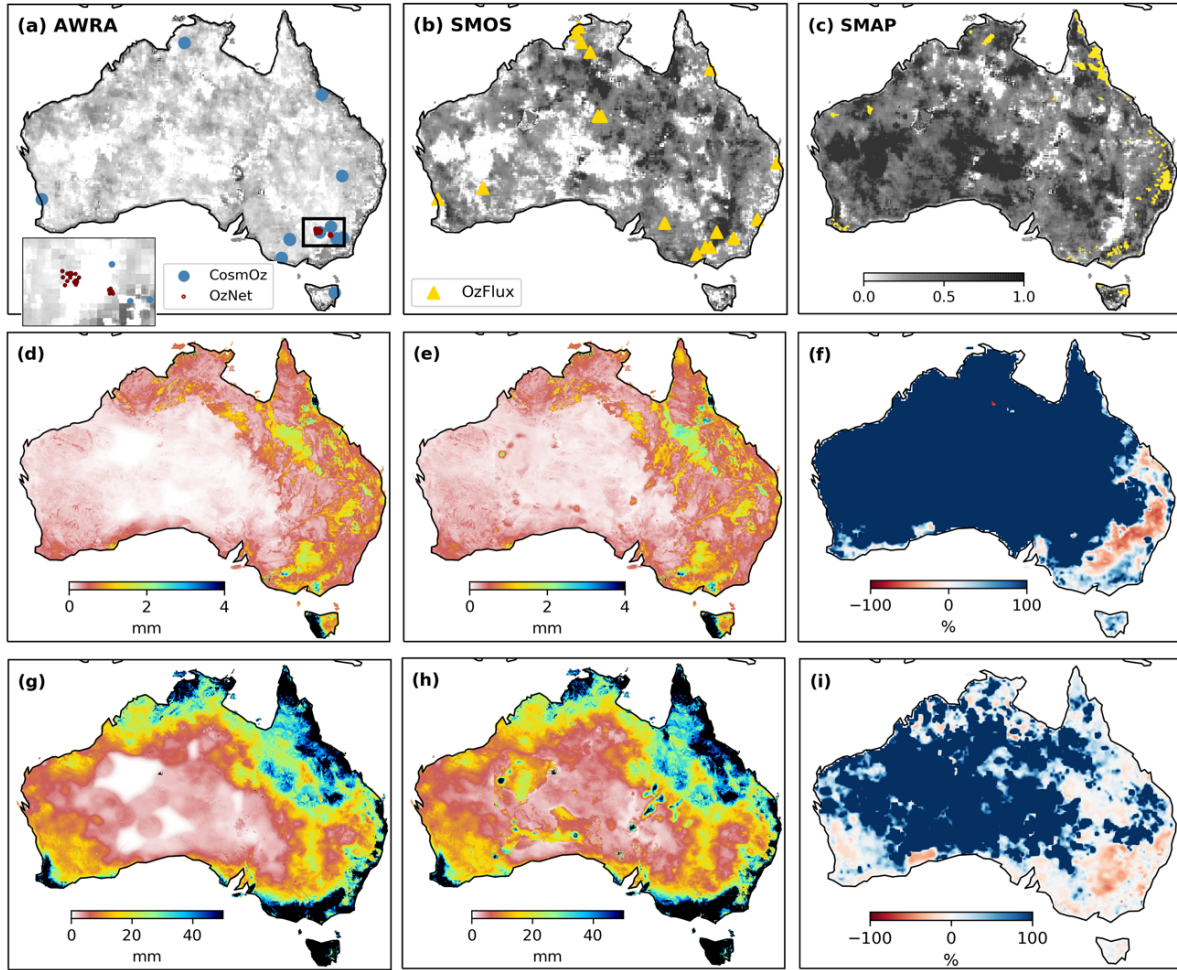 (a) AWRA
CosmOz
OzNet
(b) SMOS
OzFlux
(c) SMAP
0.0 0.5 1.0
(d)
0 2 4
mm
(e)
0 2 4
mm
(f)
−100 0 100
%
(g)
0 20 40
mm
(h)
0 20 40
mm
(i)
−100 0 100
%